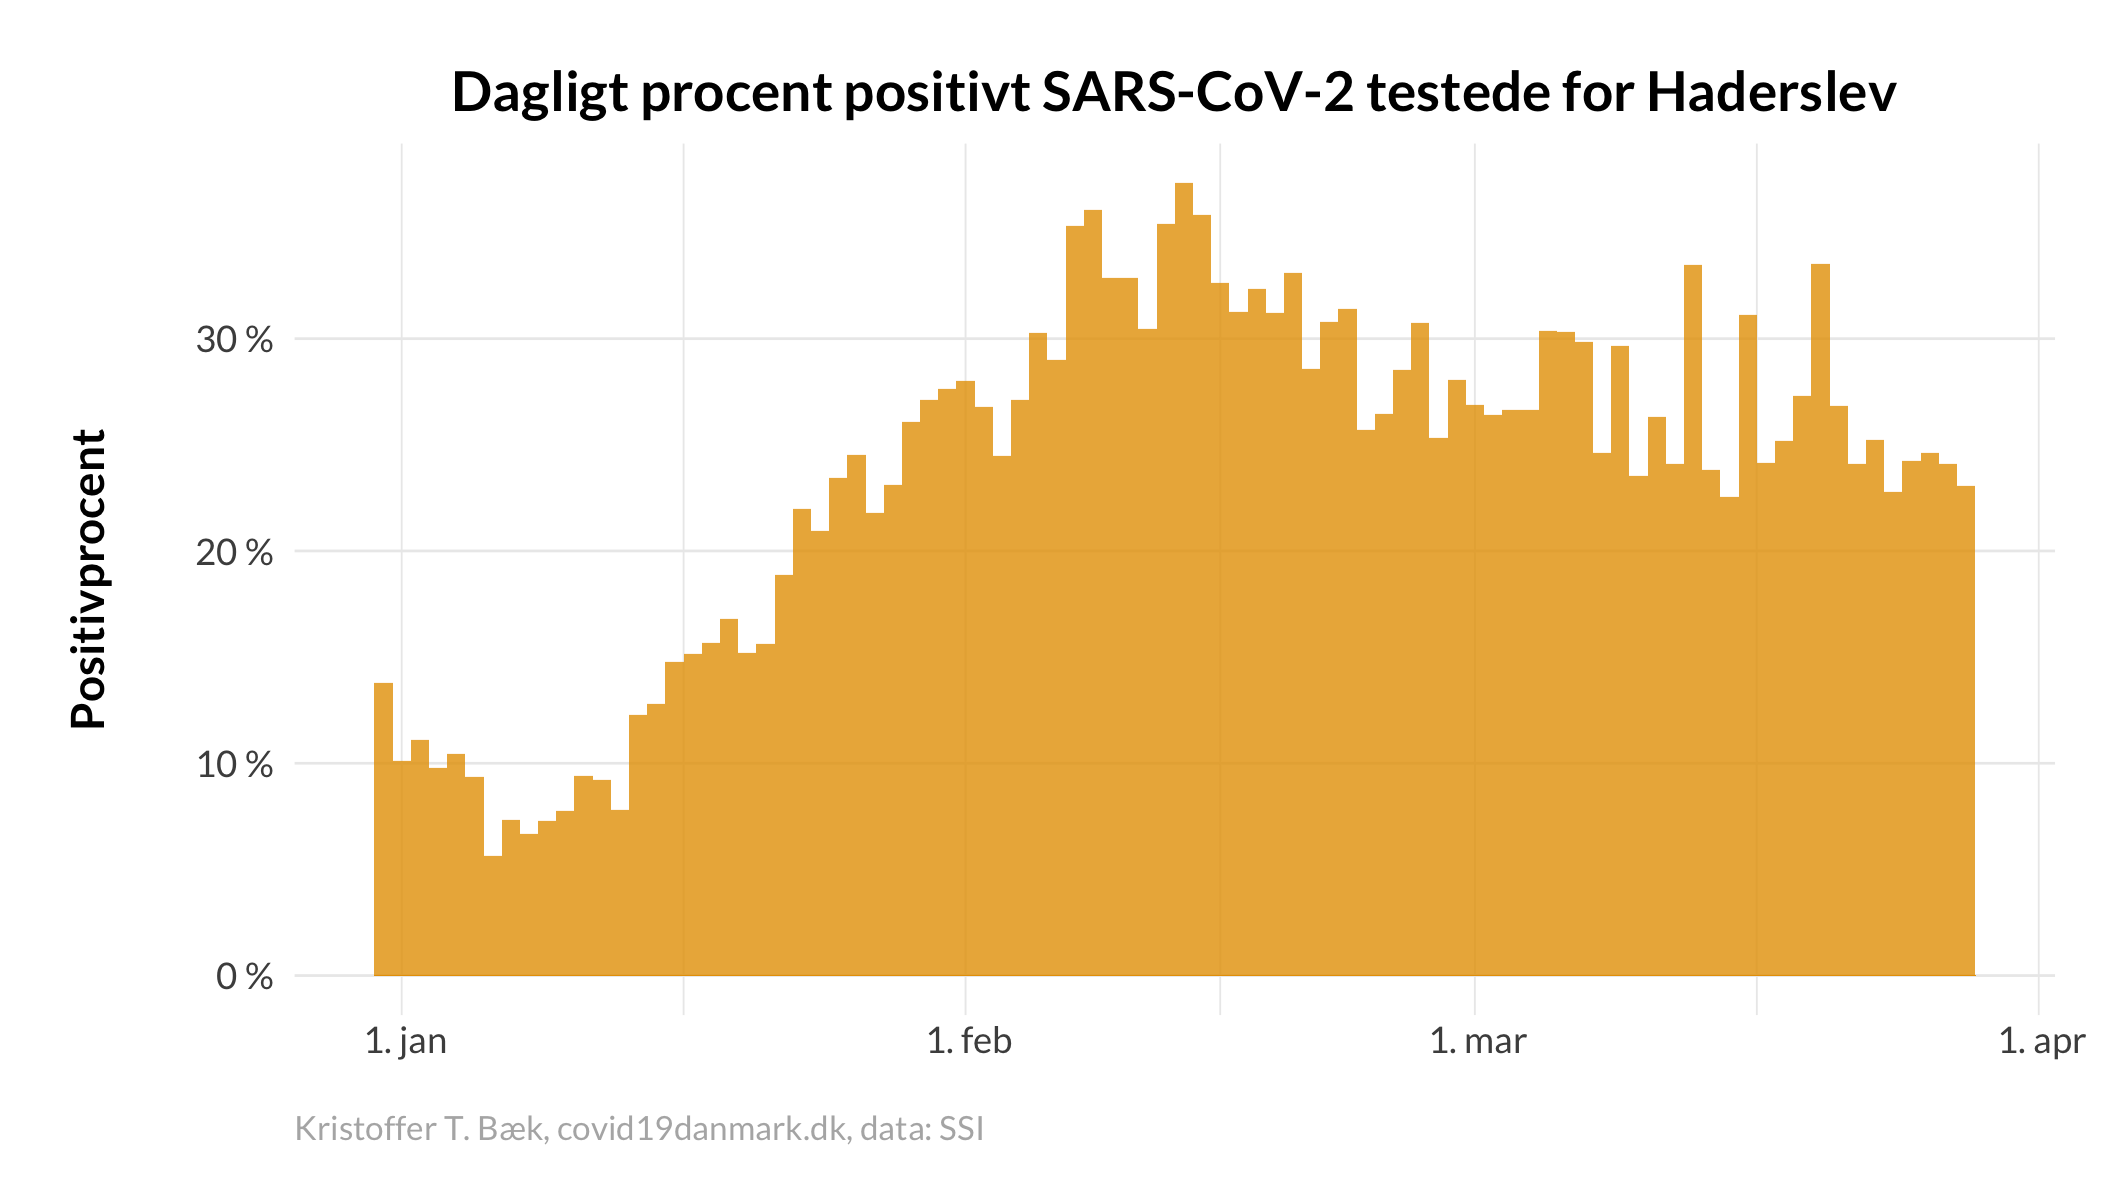 Dagligt procent positivt SARS-CoV-2 testede for Haderslev
Positivprocent
30 %
20 %
10 %
0 %
1. jan
1. feb
1. mar
1. apr
Kristoffer T. Bæk, covid19danmark.dk, data: SSI